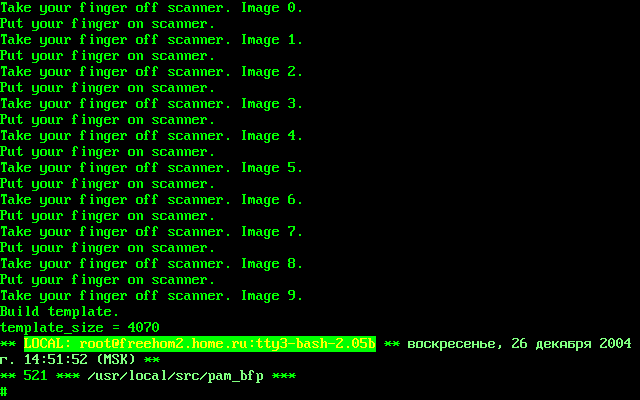 Take your finger off scanner. Image 0.
Put your finger on scanner.
Take your finger off scanner. Image 1.
Put your finger on scanner.
Take your finger off scanner. Image 2.
Put your finger on scanner.
Take your finger off scanner. Image 3.
Put your finger on scanner.
Take your finger off scanner. Image 4.
Put your finger on scanner.
Take your finger off scanner. Image 5.
Put your finger on scanner.
Take your finger off scanner. Image 6.
Put your finger on scanner.
Take your finger off scanner. Image 7.
Put your finger on scanner.
Take your finger off scanner. Image 8.
Put your finger on scanner.
Take your finger off scanner. Image 9.
Build template.
template_size = 4070
** LOCAL: root@freehom2.home.ru:tty3-bash-2.05b ** воскресенье, 26 декабря 2004
г. 14:51:52 (MSK) **
** 521 *** /usr/local/src/pam_bfp ***
#